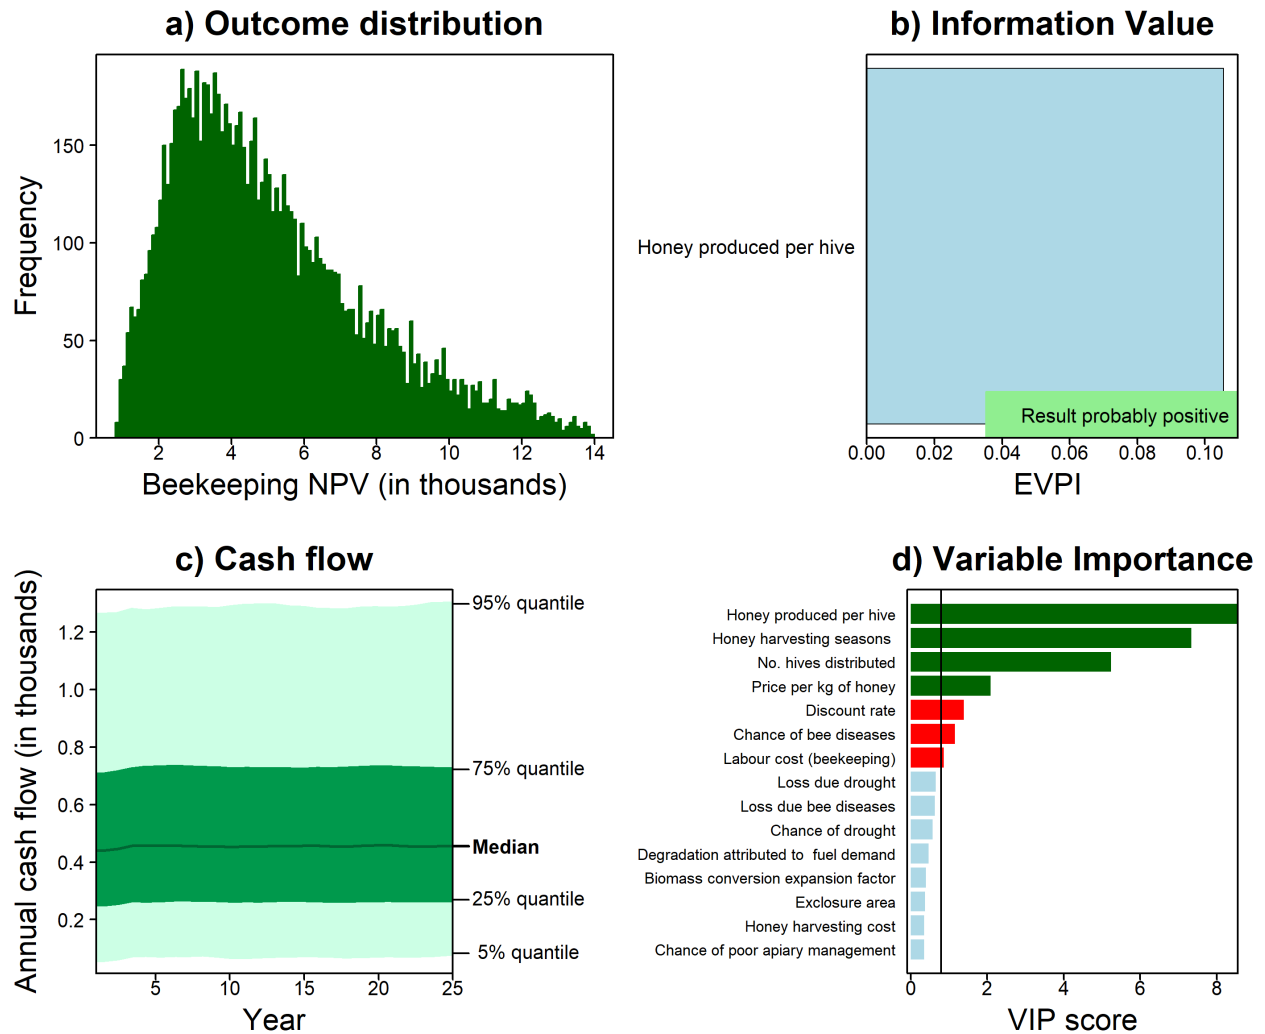 a) Outcome distribution
Frequency
150
100
50
0
2 4 6 8 10 12 14
Beekeeping NPV (in thousands)
b) Information Value
Honey produced per hive
Result probably positive
0.00 0.02 0.04 0.06 0.08 0.10
EVPI
c) Cash flow
Annual cash flow (in thousands)
1.2
1.0
0.8
0.6
0.4
0.2
95% quantile
75% quantile
Median
25% quantile
5% quantile
5 10 15 20 25
Year
d) Variable Importance
Honey produced per hive
Honey harvesting seasons
No. hives distributed
Price per kg of honey
Discount rate
Chance of bee diseases
Labour cost (beekeeping)
Loss due drought
Loss due bee diseases
Chance of drought
Degradation attributed to  fuel demand
Biomass conversion expansion factor
Exclosure area
Honey harvesting cost
Chance of poor apiary management
0 2 4 6 8
VIP score